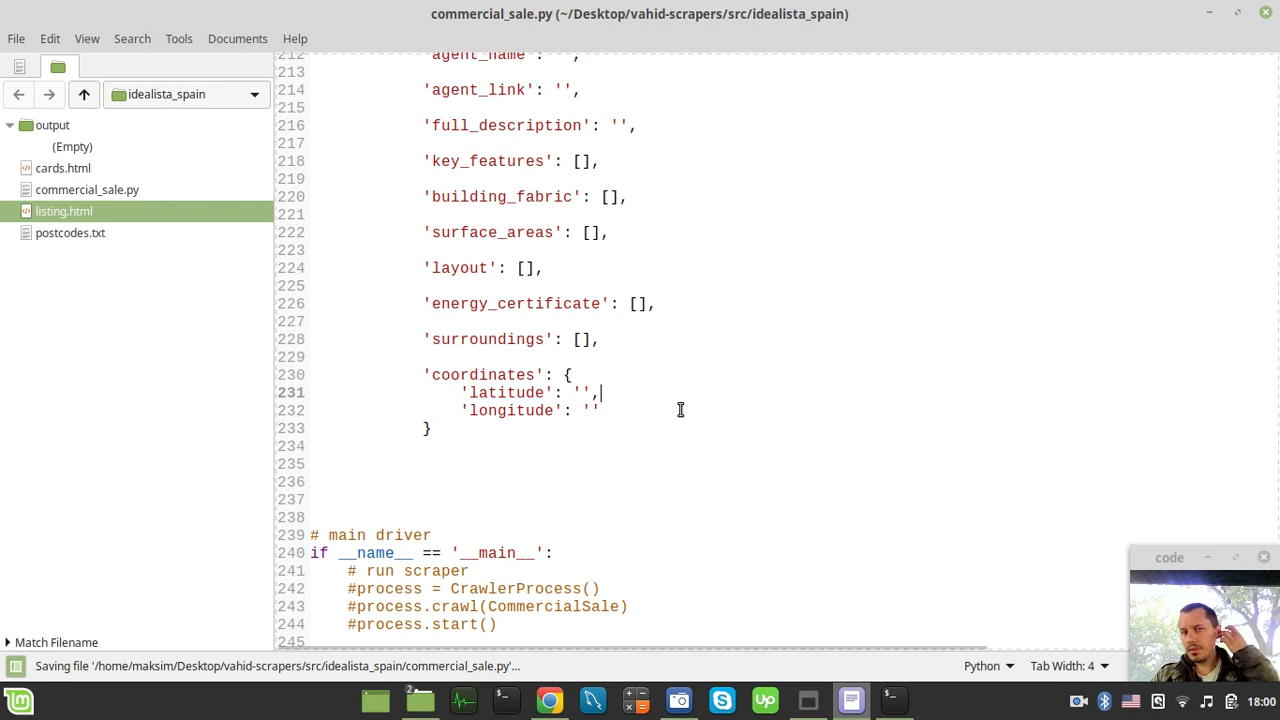 commercial_sale.py (~/Desktop/vahid-scrapers/src/idealista_spain)
File Edit View Search Tools Documents Help
idealista_spain
output
(Empty)
cards.html
commercial_sale.py
listing.html
postcodes.txt
Match Filename
212 'agent_name': '',
213
214 'agent_link': '',
215
216 'full_description': '',
217
218 'key_features': [],
219
220 'building_fabric': [],
221
222 'surface_areas': [],
223
224 'layout': [],
225
226 'energy_certificate': [],
227
228 'surroundings': [],
229
230 'coordinates': {
231 'latitude': '',
232 'longitude': ''
233 }
234
235
236
237
238
239 # main driver
240 if __name__ == '__main__':
241 # run scraper
242 #process = CrawlerProcess()
243 #process.crawl(CommercialSale)
244 #process.start()
245
code
Saving file '/home/maksim/Desktop/vahid-scrapers/src/idealista_spain/commercial_sale.py'...
Python Tab Width: 4
2
Up
18:00